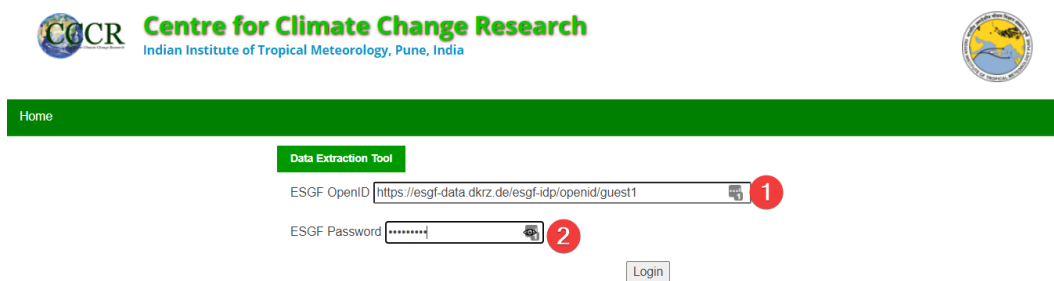 CCCR
Centre for Climate Change Research
Indian Institute of Tropical Meteorology, Pune, India
Home
Data Extraction Tool
ESGF OpenID https://esgf-data.dkrz.de/esgf-idp/openid/guest1 1
ESGF Password ••••••••• 2
Login